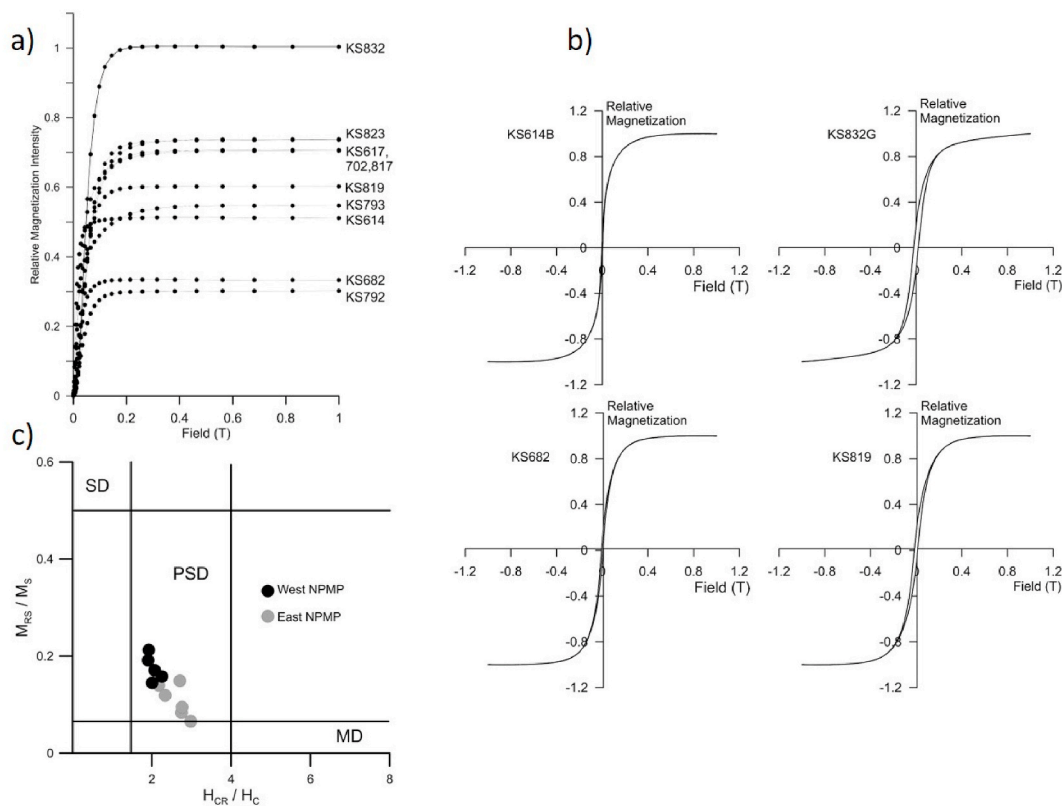 a)
Relative Magnetization Intensity
1
0.8
0.6
0.4
0.2
0
0
0.2
0.4
0.6
0.8
1
Field (T)
KS832
KS823
KS617,
702,817
KS819
KS793
KS614
KS682
KS792
b)
KS614B
Relative
Magnetization
1.2
0.8
0.4
0
-0.4
-0.8
-1.2
-1.2
-0.8
-0.4
0
0.4
0.8
1.2
Field (T)
KS832G
Relative
Magnetization
1.2
0.8
0.4
0
-0.4
-0.8
-1.2
-1.2
-0.8
-0.4
0
0.4
0.8
1.2
Field (T)
KS682
Relative
Magnetization
1.2
0.8
0.4
0
-0.4
-0.8
-1.2
-1.2
-0.8
-0.4
0
0.4
0.8
1.2
Field (T)
KS819
Relative
Magnetization
1.2
0.8
0.4
0
-0.4
-0.8
-1.2
-1.2
-0.8
-0.4
0
0.4
0.8
1.2
Field (T)
c)
M_RS / M_S
0.6
0.4
0.2
0
SD
PSD
MD
West NPMP
East NPMP
2
4
6
8
H_CR / H_C